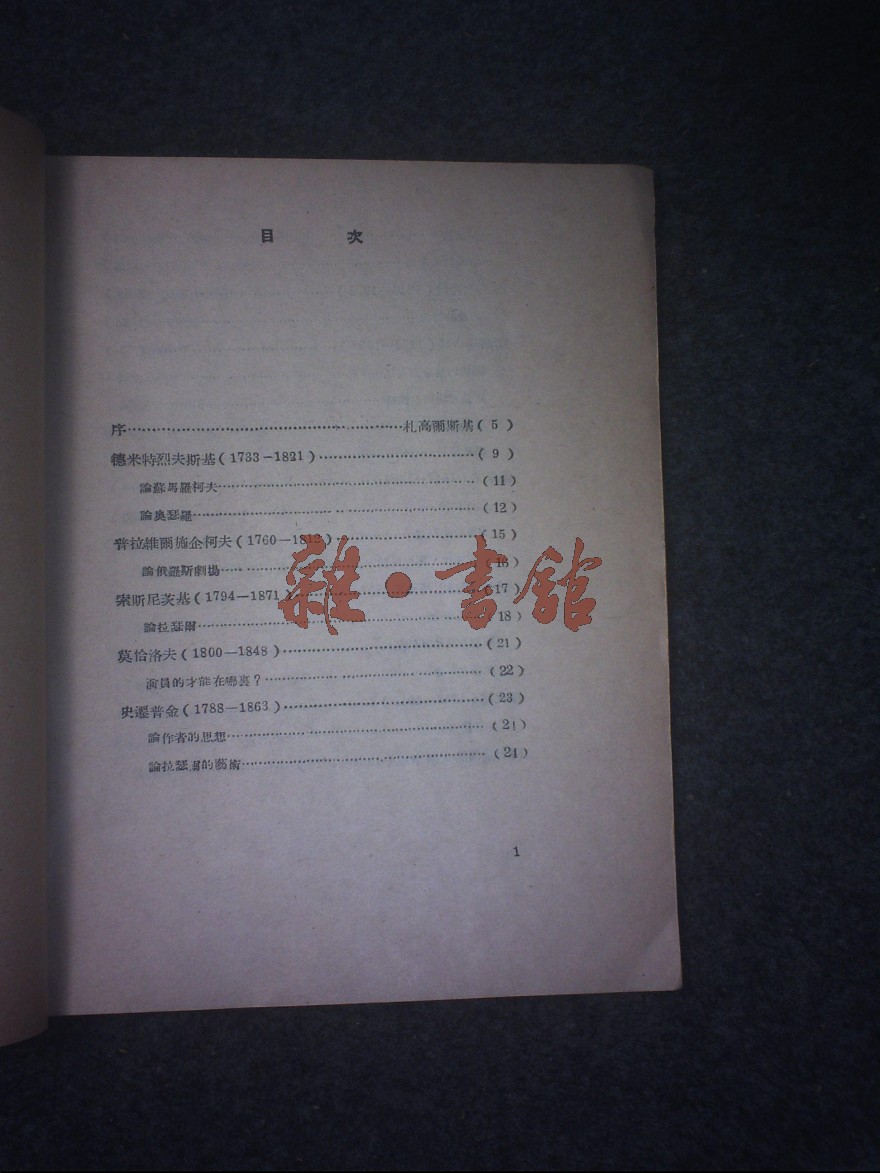 目 次
序……札高爾斯基( 5 )
德米特烈夫斯基(1733－1821)……( 9 )
論蘇馬羅柯夫……(11)
論奧瑟羅……(12)
普拉維爾施企柯夫(1760－1812)……(15)
論俄羅斯劇場……(16)
索斯尼茨基(1794－1871)……(17)
論拉瑟爾……(18)
莫恰洛夫(1800－1848)……(21)
演員的才能在哪裏？……(22)
史遷普金(1788－1863)……(23)
論作者的思想……(24)
論拉瑟爾的藝術……(24)
1
雜·書舘